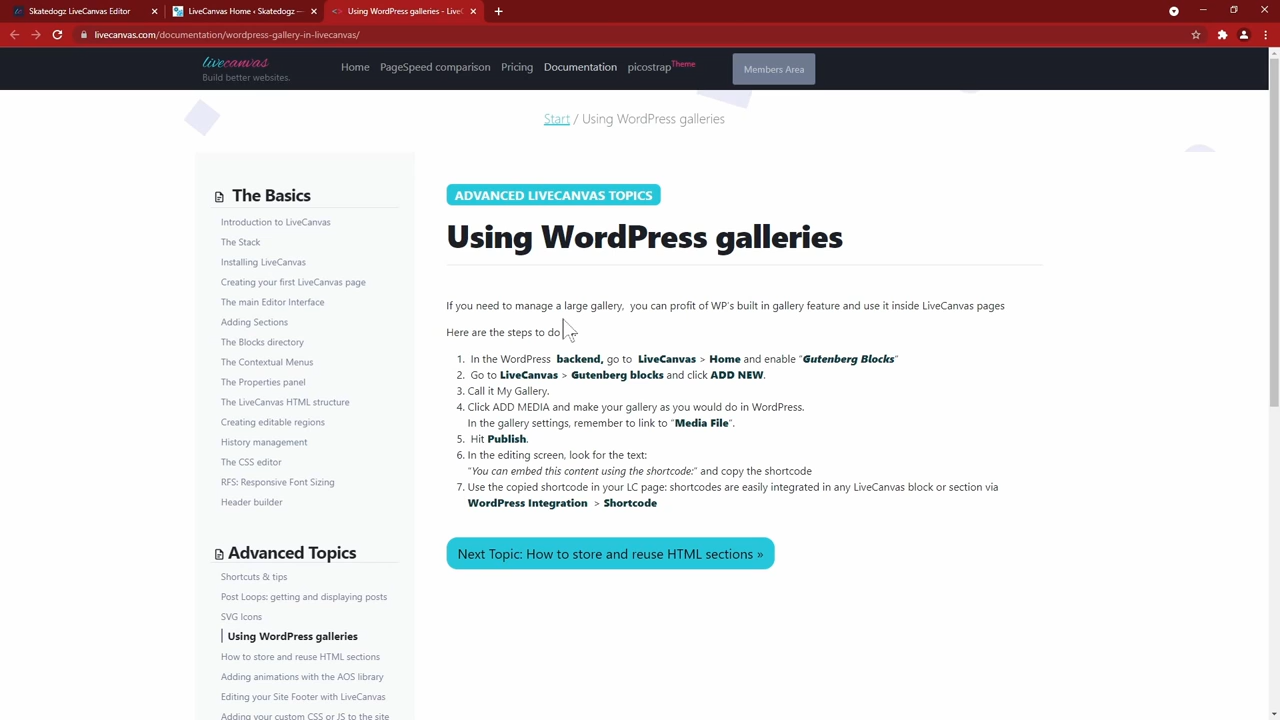 Skatedogz LiveCanvas Editor
LiveCanvas Home ‹ Skatedogz —
Using WordPress galleries - LiveC
livecanvas.com/documentation/wordpress-gallery-in-livecanvas/
livecanvas
Build better websites.
Home PageSpeed comparison Pricing Documentation picostrapTheme Members Area
Start / Using WordPress galleries
The Basics
Introduction to LiveCanvas
The Stack
Installing LiveCanvas
Creating your first LiveCanvas page
The main Editor Interface
Adding Sections
The Blocks directory
The Contextual Menus
The Properties panel
The LiveCanvas HTML structure
Creating editable regions
History management
The CSS editor
RFS: Responsive Font Sizing
Header builder
Advanced Topics
Shortcuts & tips
Post Loops: getting and displaying posts
SVG Icons
Using WordPress galleries
How to store and reuse HTML sections
Adding animations with the AOS library
Editing your Site Footer with LiveCanvas
Adding your custom CSS or JS to the site
ADVANCED LIVECANVAS TOPICS
Using WordPress galleries
If you need to manage a large gallery, you can profit of WP's built in gallery feature and use it inside LiveCanvas pages
Here are the steps to do
1. In the WordPress backend, go to LiveCanvas > Home and enable "Gutenberg Blocks"
2. Go to LiveCanvas > Gutenberg blocks and click ADD NEW.
3. Call it My Gallery.
4. Click ADD MEDIA and make your gallery as you would do in WordPress.
In the gallery settings, remember to link to "Media File".
5. Hit Publish.
6. In the editing screen, look for the text:
"You can embed this content using the shortcode:" and copy the shortcode
7. Use the copied shortcode in your LC page: shortcodes are easily integrated in any LiveCanvas block or section via
WordPress Integration > Shortcode
Next Topic: How to store and reuse HTML sections »